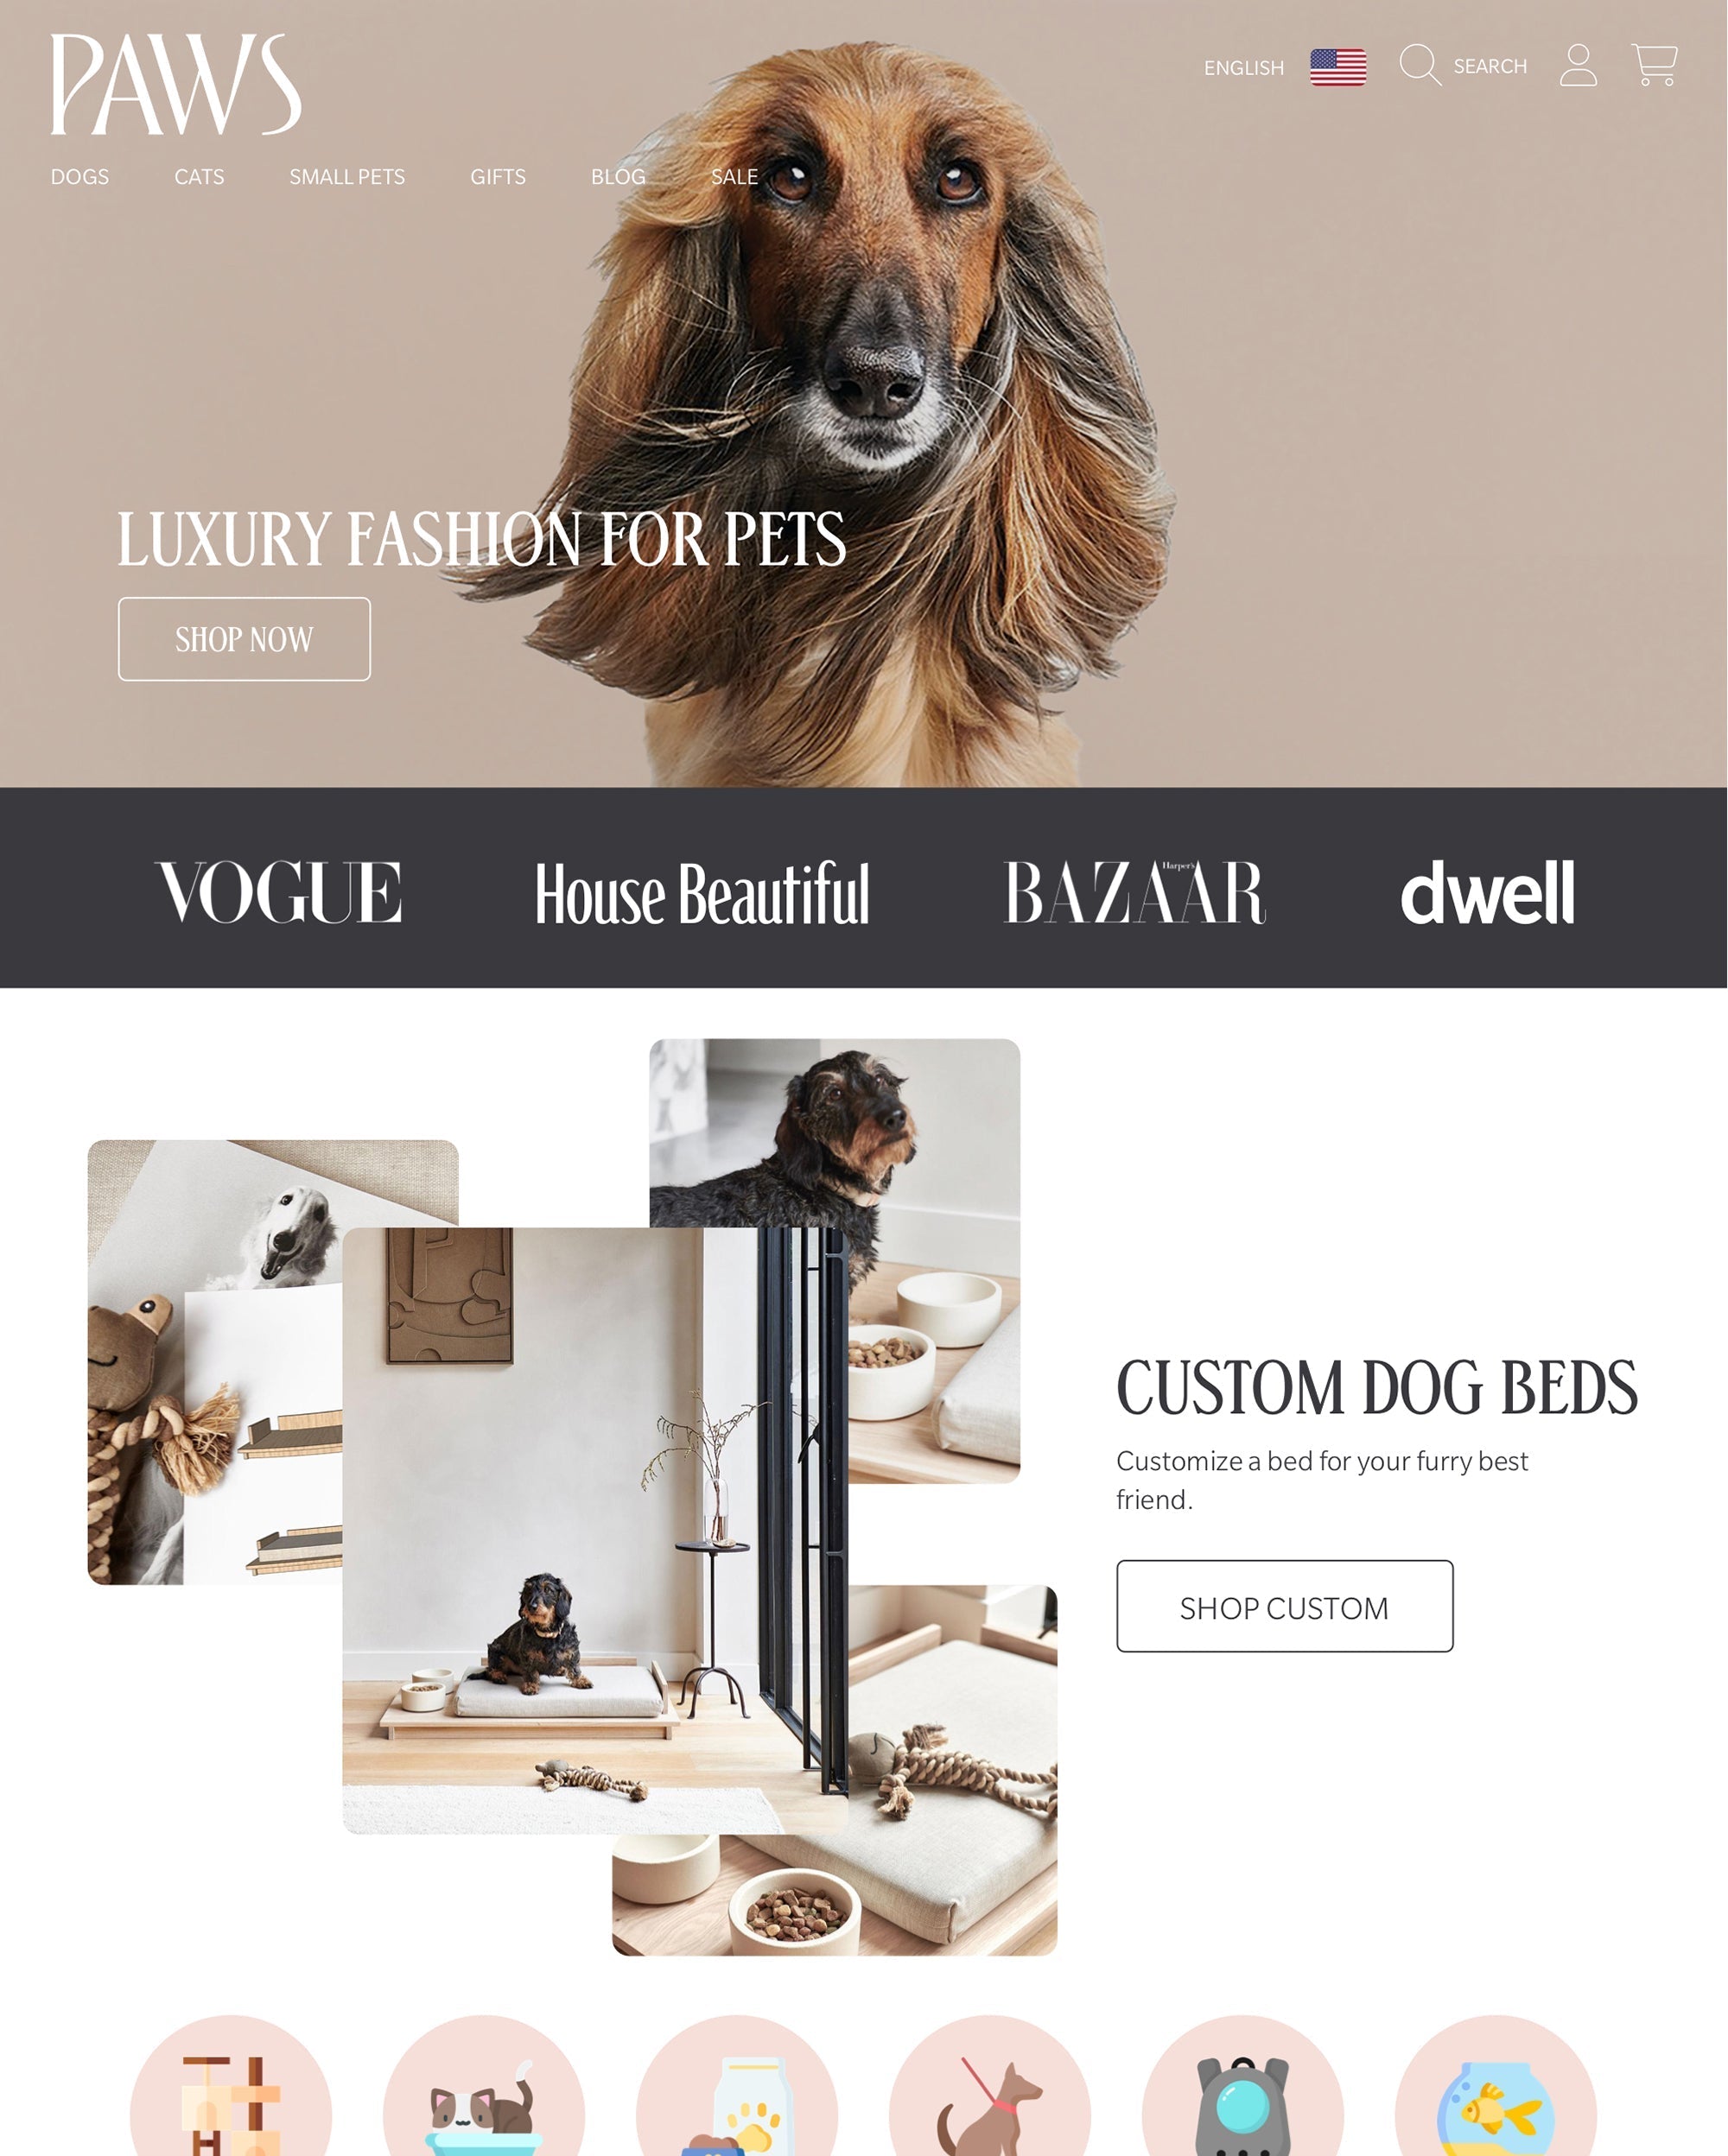 PAWS
ENGLISH
SEARCH
DOGS CATS SMALL PETS GIFTS BLOG SALE
LUXURY FASHION FOR PETS
SHOP NOW
VOGUE
House Beautiful
Harper's
BAZAAR
dwell
CUSTOM DOG BEDS
Customize a bed for your furry best
friend.
SHOP CUSTOM